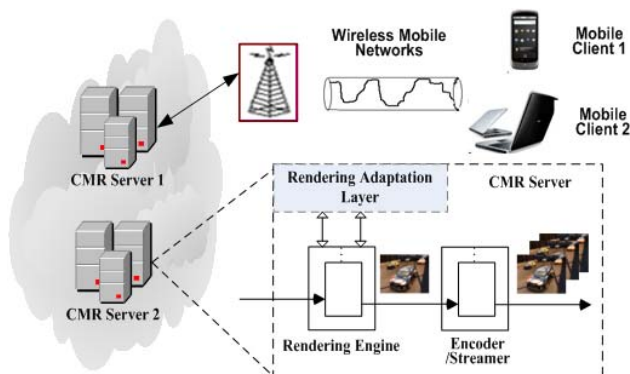 Wireless Mobile
Networks
Mobile
Client 1
Mobile
Client 2
CMR Server 1
Rendering Adaptation
Layer
CMR Server
CMR Server 2
Rendering Engine
Encoder
/Streamer